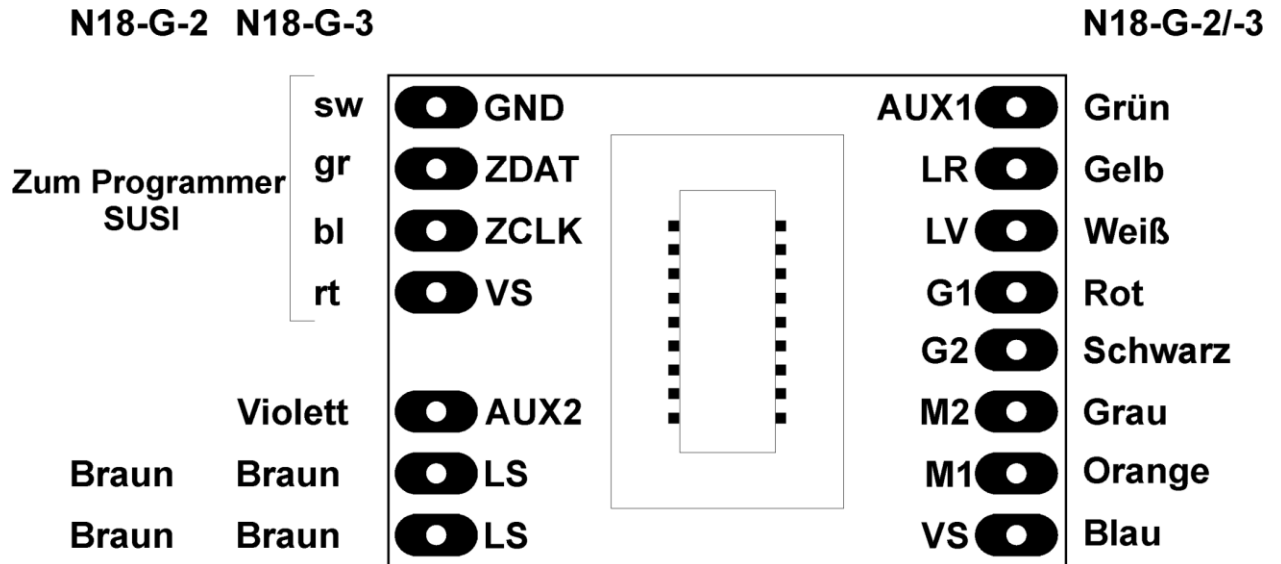 N18-G-2 N18-G-3 N18-G-2/-3
sw GND AUX1 Grün
gr ZDAT LR Gelb
Zum Programmer
SUSI
bl ZCLK LV Weiß
rt VS G1 Rot
G2 Schwarz
Violett AUX2 M2 Grau
Braun Braun LS M1 Orange
Braun Braun LS VS Blau